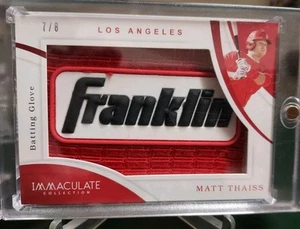 7/8
LOS ANGELES
Batting Glove
Franklin
IMMACULATE
COLLECTION
MATT THAISS